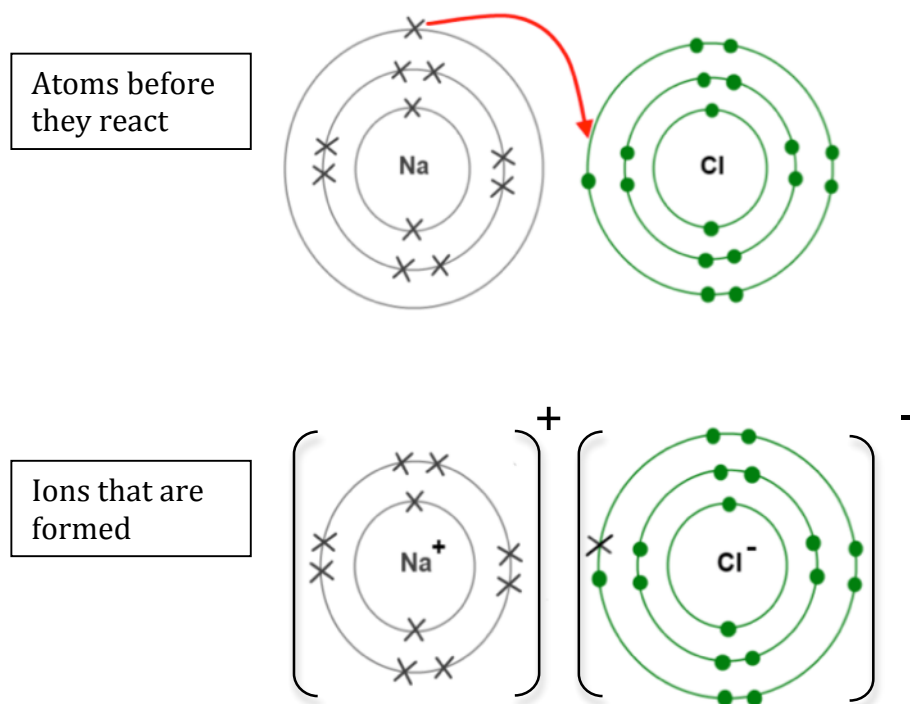 Atoms before
they react
Na
Cl
+
-
Ions that are
formed
Na+
Cl-